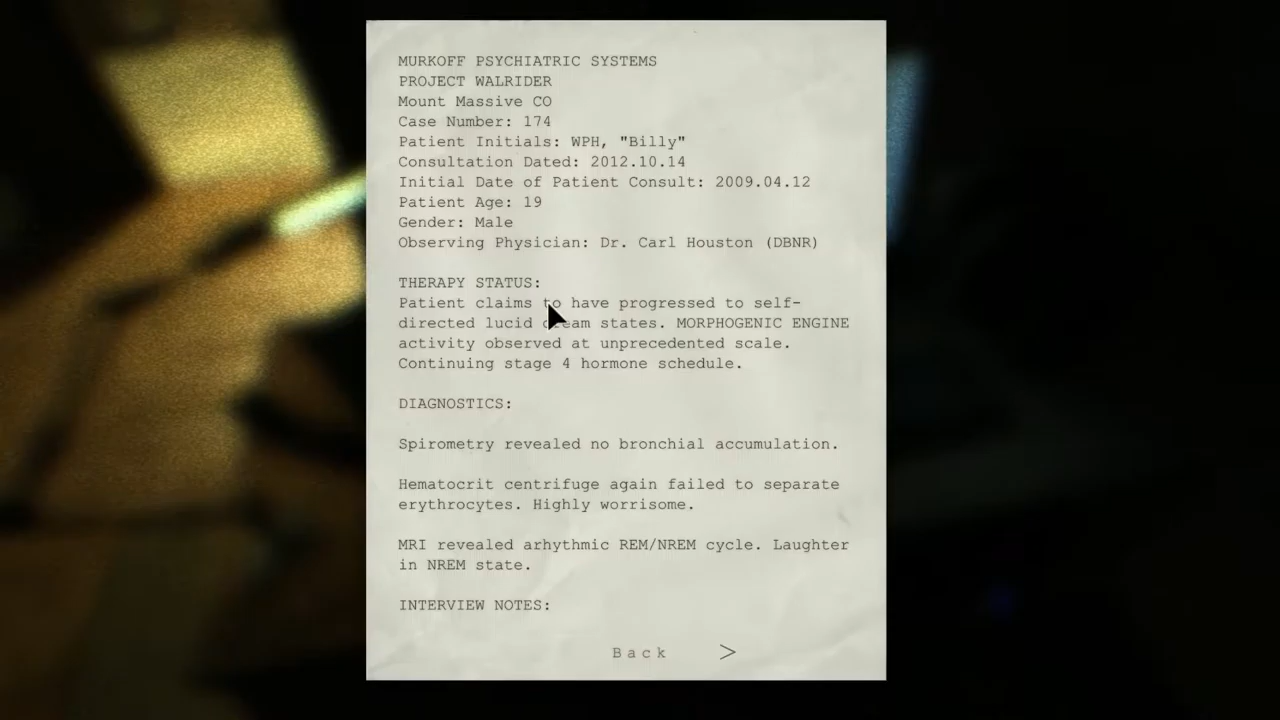 MURKOFF PSYCHIATRIC SYSTEMS
PROJECT WALRIDER
Mount Massive CO
Case Number: 174
Patient Initials: WPH, "Billy"
Consultation Dated: 2012.10.14
Initial Date of Patient Consult: 2009.04.12
Patient Age: 19
Gender: Male
Observing Physician: Dr. Carl Houston (DBNR)
THERAPY STATUS:
Patient claims to have progressed to self-
directed lucid dream states. MORPHOGENIC ENGINE
activity observed at unprecedented scale.
Continuing stage 4 hormone schedule.
DIAGNOSTICS:
Spirometry revealed no bronchial accumulation.
Hematocrit centrifuge again failed to separate
erythrocytes. Highly worrisome.
MRI revealed arhythmic REM/NREM cycle. Laughter
in NREM state.
INTERVIEW NOTES:
Back >